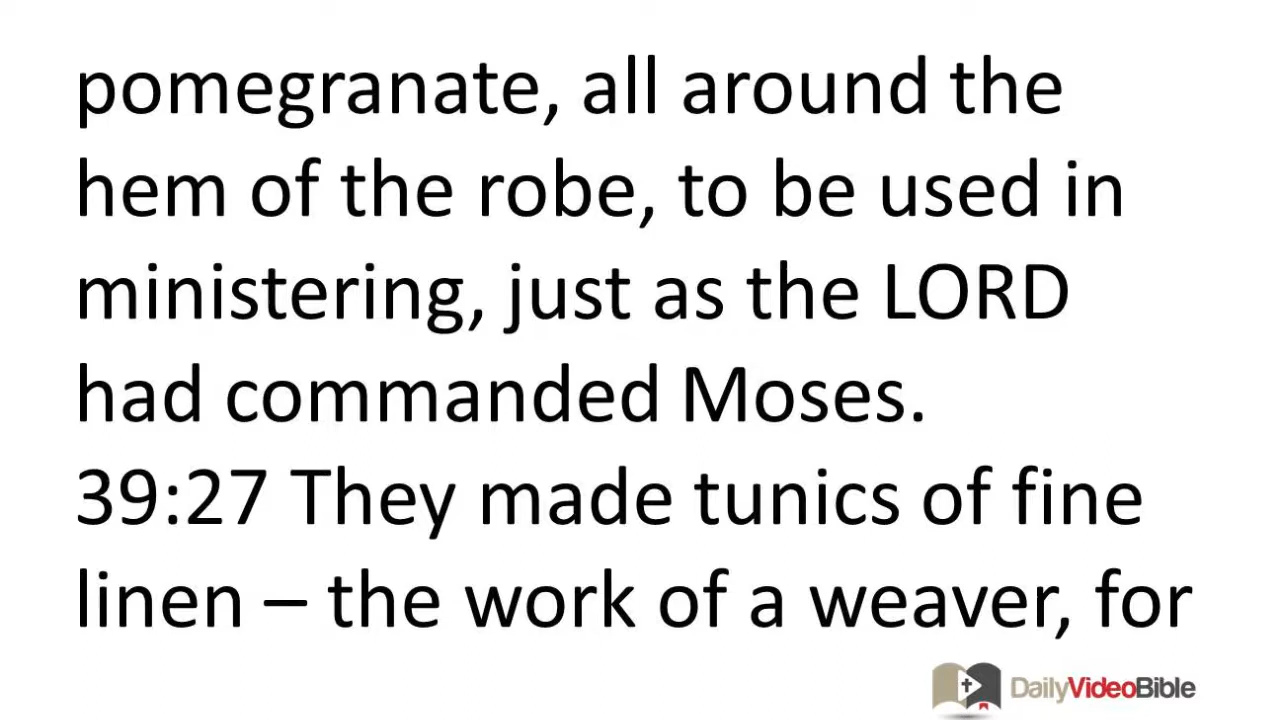 pomegranate, all around the
hem of the robe, to be used in
ministering, just as the LORD
had commanded Moses.
39:27 They made tunics of fine
linen – the work of a weaver, for
DailyVideoBible